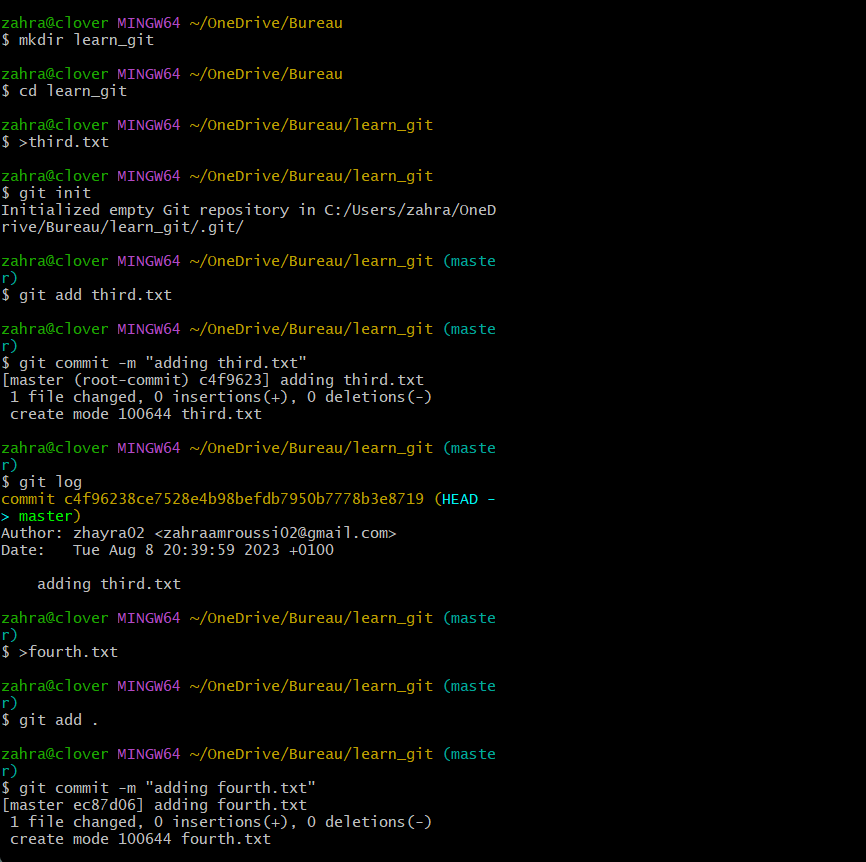 zahra@clover MINGW64 ~/OneDrive/Bureau
$ mkdir learn_git
zahra@clover MINGW64 ~/OneDrive/Bureau
$ cd learn_git
zahra@clover MINGW64 ~/OneDrive/Bureau/learn_git
$ >third.txt
zahra@clover MINGW64 ~/OneDrive/Bureau/learn_git
$ git init
Initialized empty Git repository in C:/Users/zahra/OneD
rive/Bureau/learn_git/.git/
zahra@clover MINGW64 ~/OneDrive/Bureau/learn_git (maste
r)
$ git add third.txt
zahra@clover MINGW64 ~/OneDrive/Bureau/learn_git (maste
r)
$ git commit -m "adding third.txt"
[master (root-commit) c4f9623] adding third.txt
 1 file changed, 0 insertions(+), 0 deletions(-)
 create mode 100644 third.txt
zahra@clover MINGW64 ~/OneDrive/Bureau/learn_git (maste
r)
$ git log
commit c4f96238ce7528e4b98befdb7950b7778b3e8719 (HEAD -
> master)
Author: zhayra02 <zahraamroussi02@gmail.com>
Date:   Tue Aug 8 20:39:59 2023 +0100
    adding third.txt
zahra@clover MINGW64 ~/OneDrive/Bureau/learn_git (maste
r)
$ >fourth.txt
zahra@clover MINGW64 ~/OneDrive/Bureau/learn_git (maste
r)
$ git add .
zahra@clover MINGW64 ~/OneDrive/Bureau/learn_git (maste
r)
$ git commit -m "adding fourth.txt"
[master ec87d06] adding fourth.txt
 1 file changed, 0 insertions(+), 0 deletions(-)
 create mode 100644 fourth.txt